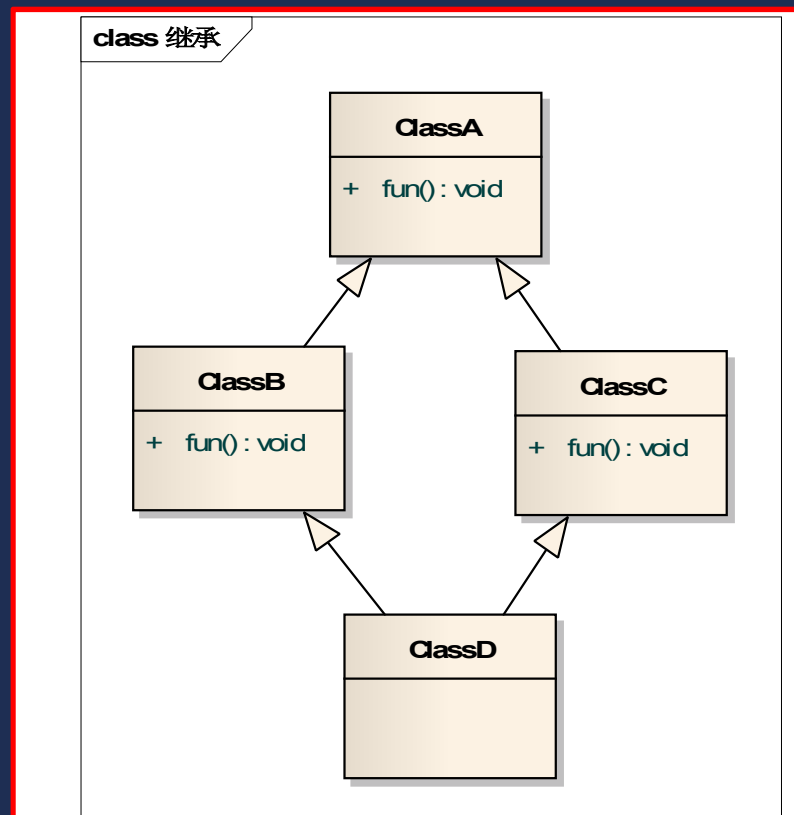 class 继承
ClassA
+ fun() : void
ClassB
+ fun() : void
ClassC
+ fun() : void
ClassD